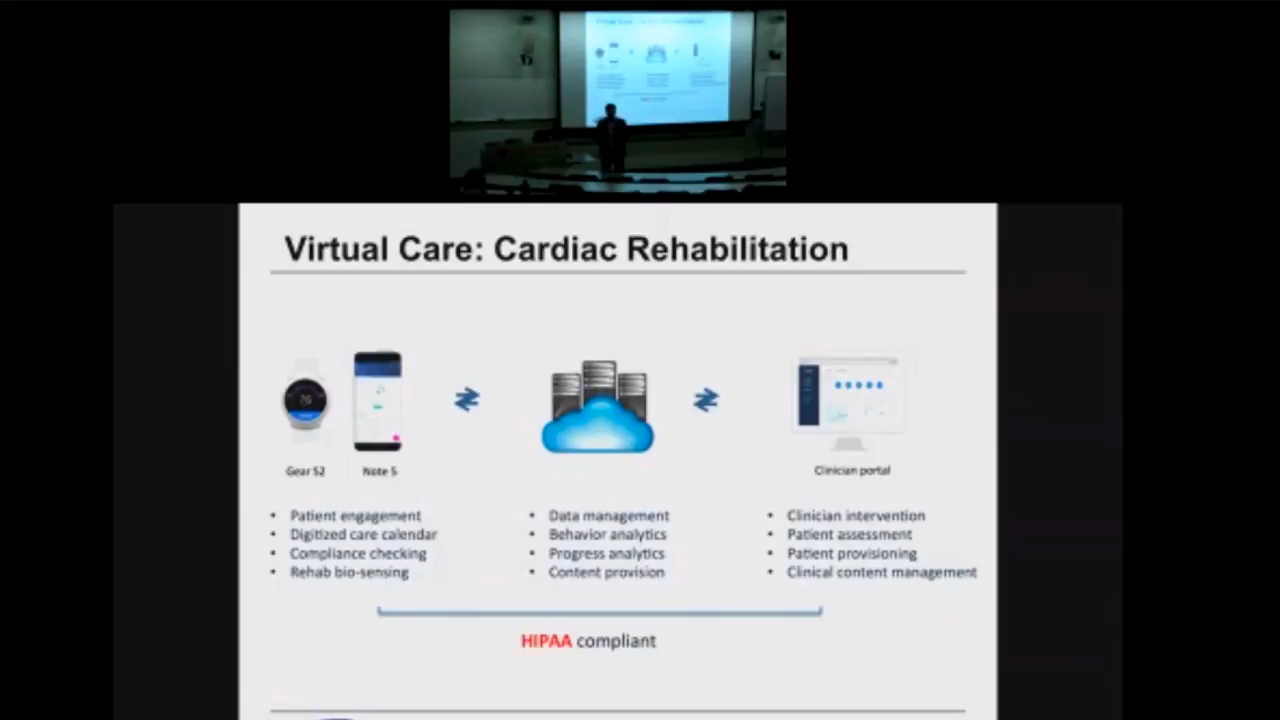 Virtual Care: Cardiac Rehabilitation
Gear S2
Note 5
Clinician portal
• Patient engagement
• Digitized care calendar
• Compliance checking
• Rehab bio-sensing
• Data management
• Behavior analytics
• Progress analytics
• Content provision
• Clinician intervention
• Patient assessment
• Patient provisioning
• Clinical content management
HIPAA compliant